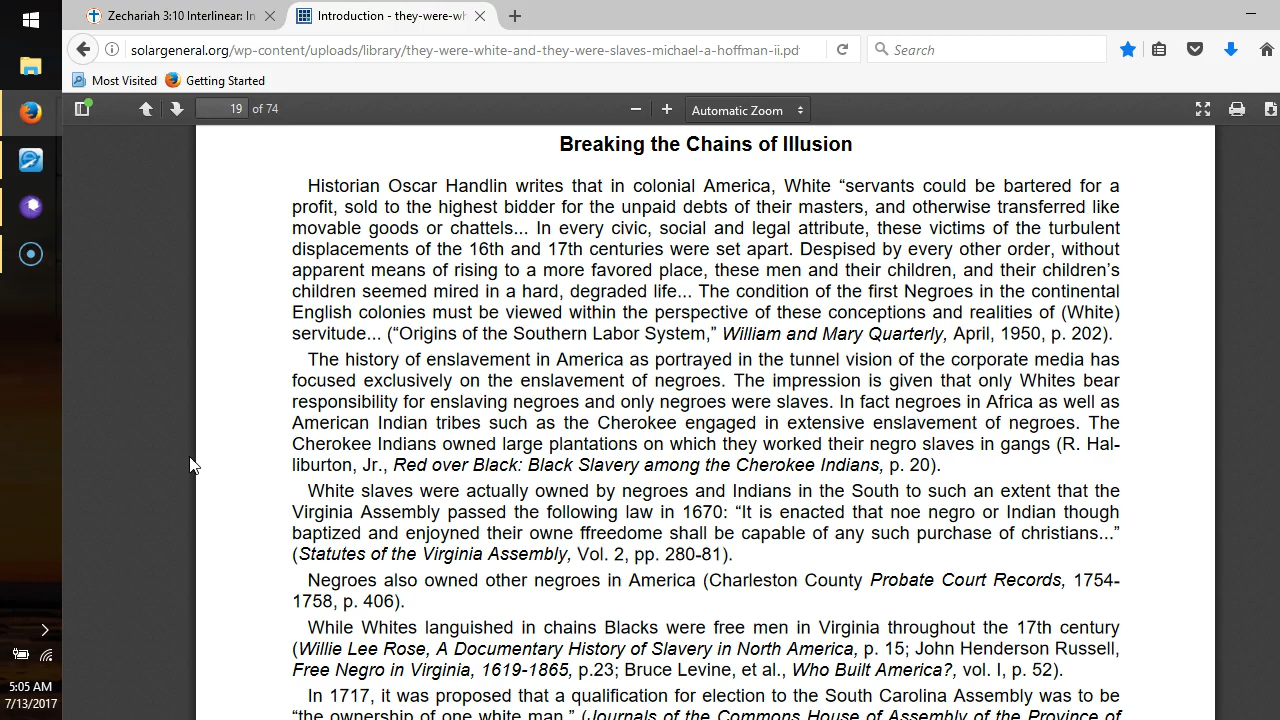 Zechariah 3:10 Interlinear: In
Introduction - they-were-wh
solargeneral.org/wp-content/uploads/library/they-were-white-and-they-were-slaves-michael-a-hoffman-ii.pdf
Search
Most Visited
Getting Started
19 of 74
Automatic Zoom
Breaking the Chains of Illusion
Historian Oscar Handlin writes that in colonial America, White “servants could be bartered for a
profit, sold to the highest bidder for the unpaid debts of their masters, and otherwise transferred like
movable goods or chattels... In every civic, social and legal attribute, these victims of the turbulent
displacements of the 16th and 17th centuries were set apart. Despised by every other order, without
apparent means of rising to a more favored place, these men and their children, and their children’s
children seemed mired in a hard, degraded life... The condition of the first Negroes in the continental
English colonies must be viewed within the perspective of these conceptions and realities of (White)
servitude... (“Origins of the Southern Labor System,” William and Mary Quarterly, April, 1950, p. 202).
The history of enslavement in America as portrayed in the tunnel vision of the corporate media has
focused exclusively on the enslavement of negroes. The impression is given that only Whites bear
responsibility for enslaving negroes and only negroes were slaves. In fact negroes in Africa as well as
American Indian tribes such as the Cherokee engaged in extensive enslavement of negroes. The
Cherokee Indians owned large plantations on which they worked their negro slaves in gangs (R. Hal-
liburton, Jr., Red over Black: Black Slavery among the Cherokee Indians, p. 20).
White slaves were actually owned by negroes and Indians in the South to such an extent that the
Virginia Assembly passed the following law in 1670: “It is enacted that noe negro or Indian though
baptized and enjoyned their owne ffreedome shall be capable of any such purchase of christians...”
(Statutes of the Virginia Assembly, Vol. 2, pp. 280-81).
Negroes also owned other negroes in America (Charleston County Probate Court Records, 1754-
1758, p. 406).
While Whites languished in chains Blacks were free men in Virginia throughout the 17th century
(Willie Lee Rose, A Documentary History of Slavery in North America, p. 15; John Henderson Russell,
Free Negro in Virginia, 1619-1865, p.23; Bruce Levine, et al., Who Built America?, vol. I, p. 52).
In 1717, it was proposed that a qualification for election to the South Carolina Assembly was to be
“the ownership of one white man.” (Journals of the Commons House of Assembly of the Province of
5:05 AM
7/13/2017